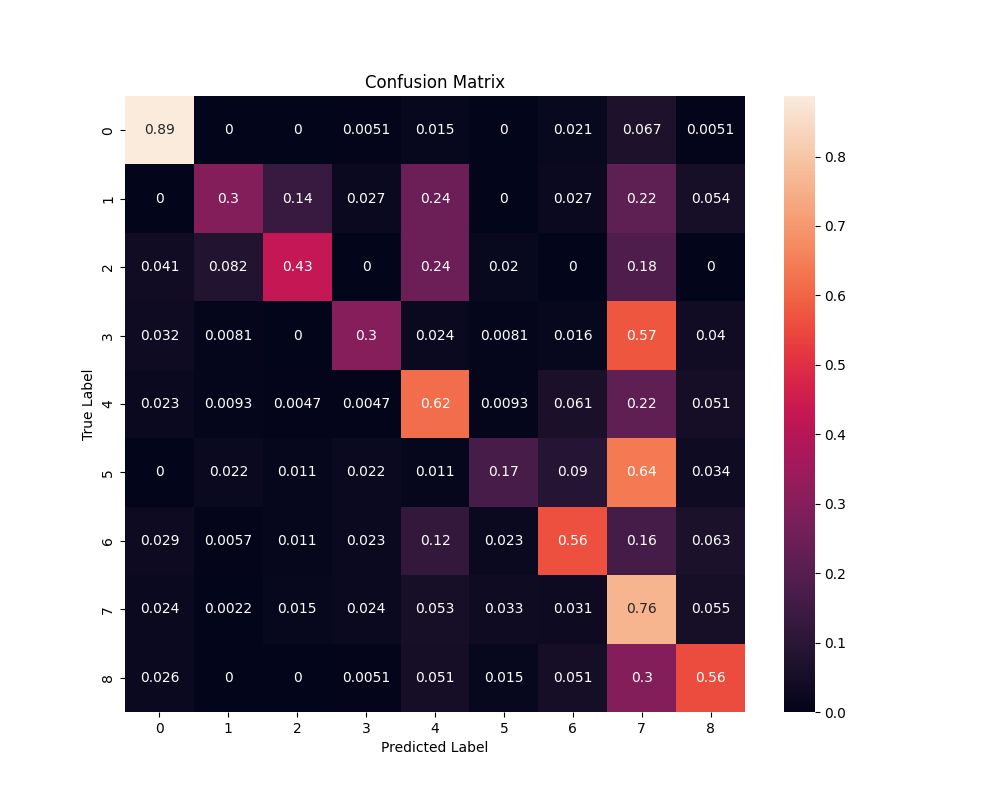 Confusion Matrix
0 0.89 0 0 0.0051 0.015 0 0.021 0.067 0.0051
1 0 0.3 0.14 0.027 0.24 0 0.027 0.22 0.054
2 0.041 0.082 0.43 0 0.24 0.02 0 0.18 0
3 0.032 0.0081 0 0.3 0.024 0.0081 0.016 0.57 0.04
4 0.023 0.0093 0.0047 0.0047 0.62 0.0093 0.061 0.22 0.051
5 0 0.022 0.011 0.022 0.011 0.17 0.09 0.64 0.034
6 0.029 0.0057 0.011 0.023 0.12 0.023 0.56 0.16 0.063
7 0.024 0.0022 0.015 0.024 0.053 0.033 0.031 0.76 0.055
8 0.026 0 0 0.0051 0.051 0.015 0.051 0.3 0.56
0 1 2 3 4 5 6 7 8
Predicted Label
True Label
0.8
0.7
0.6
0.5
0.4
0.3
0.2
0.1
0.0